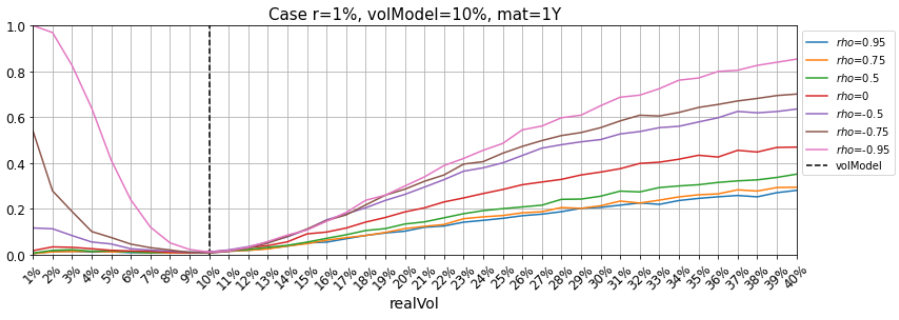 Case r=1%, volModel=10%, mat=1Y
1.0
0.8
0.6
0.4
0.2
0.0
rho=0.95
rho=0.75
rho=0.5
rho=0
rho=-0.5
rho=-0.75
rho=-0.95
volModel
1% 2% 3% 4% 5% 6% 7% 8% 9% 10% 11% 12% 13% 14% 15% 16% 17% 18% 19% 20% 21% 22% 23% 24% 25% 26% 27% 28% 29% 30% 31% 32% 33% 34% 35% 36% 37% 38% 39% 40%
realVol